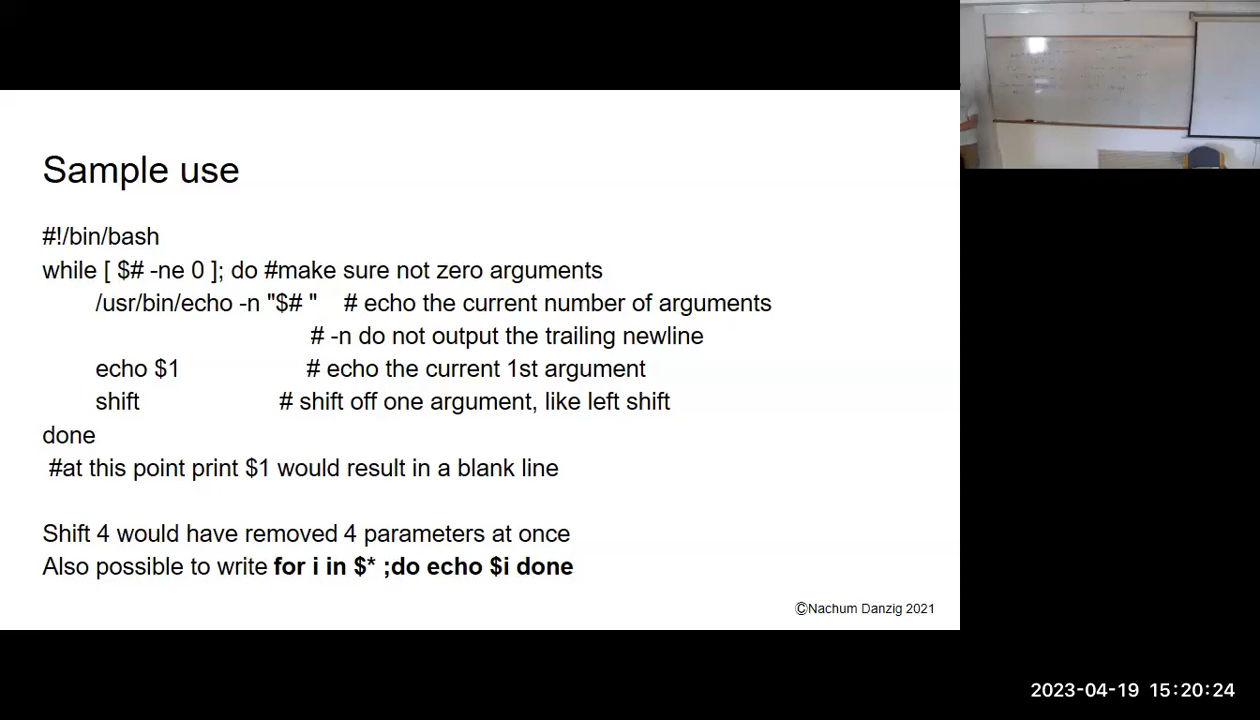 Sample use
#!/bin/bash
while [ $# -ne 0 ]; do #make sure not zero arguments
/usr/bin/echo -n "$# " # echo the current number of arguments
# -n do not output the trailing newline
echo $1 # echo the current 1st argument
shift # shift off one argument, like left shift
done
#at this point print $1 would result in a blank line
Shift 4 would have removed 4 parameters at once
Also possible to write for i in $* ;do echo $i done
©Nachum Danzig 2021
2023-04-19 15:20:24